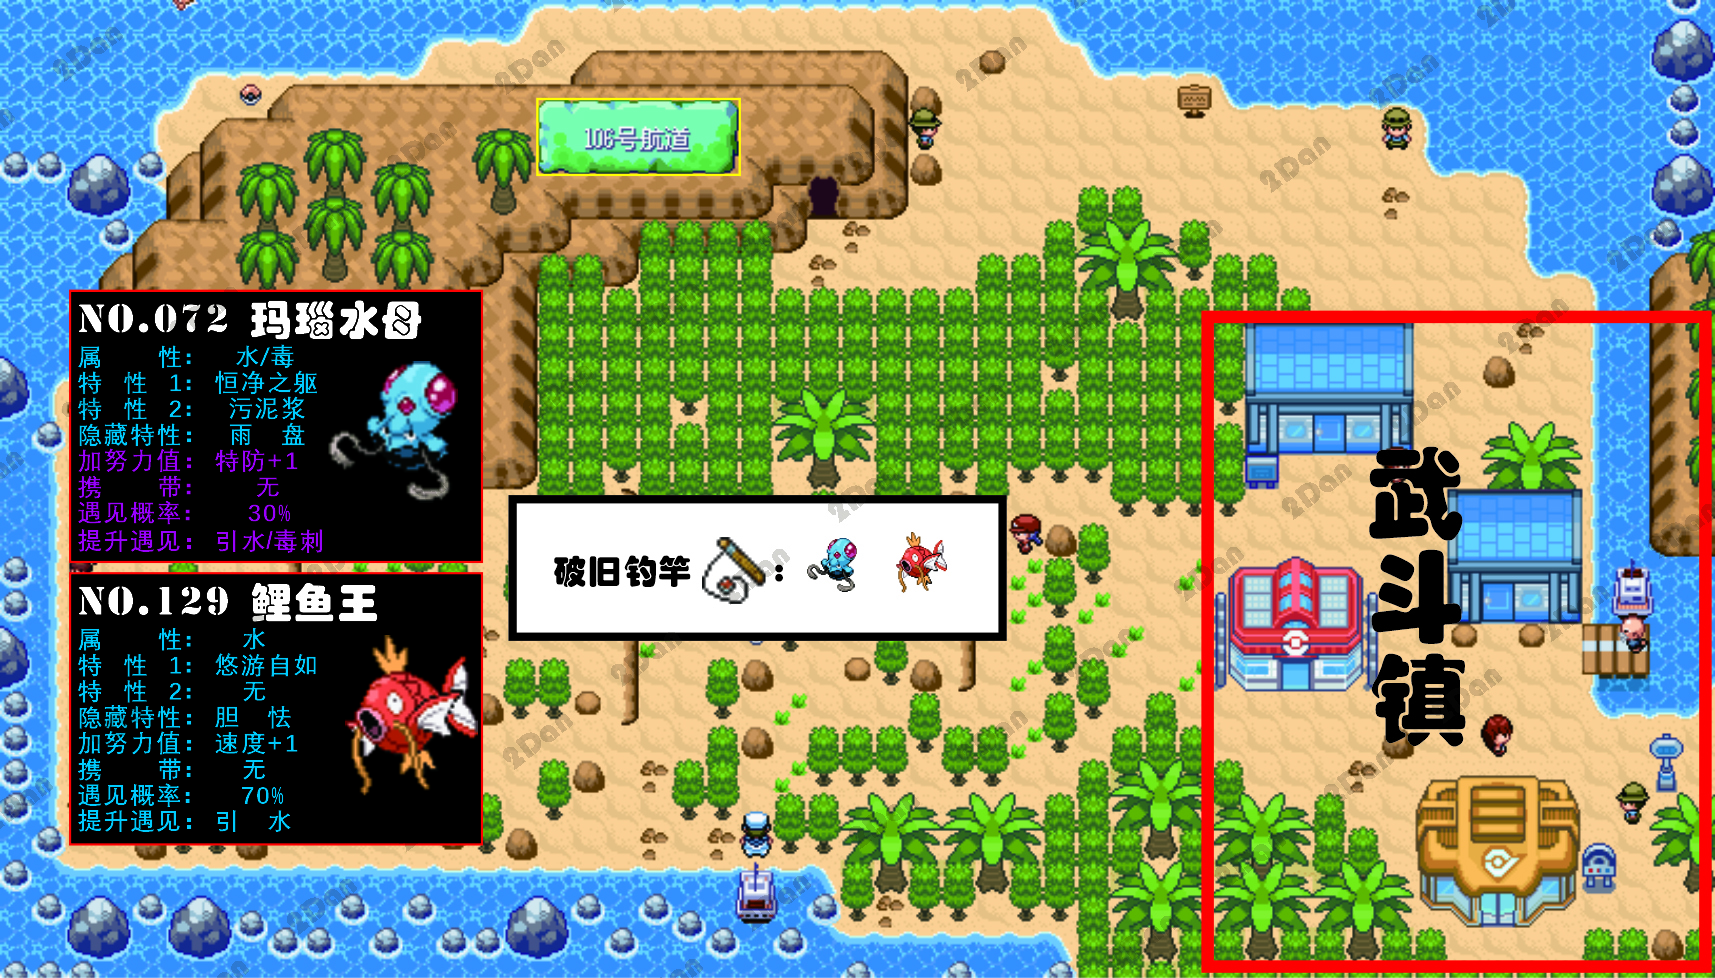 106号航道
NO.072 玛瑙水母
属性: 水/毒
特性1: 恒净之躯
特性2: 污泥浆
隐藏特性: 雨盘
加努力值: 特防+1
携带: 无
遇见概率: 30%
提升遇见: 引水/毒刺
NO.129 鲤鱼王
属性: 水
特性1: 悠游自如
特性2: 无
隐藏特性: 胆怯
加努力值: 速度+1
携带: 无
遇见概率: 70%
提升遇见: 引水
破旧钓竿:
武斗镇
2Dan